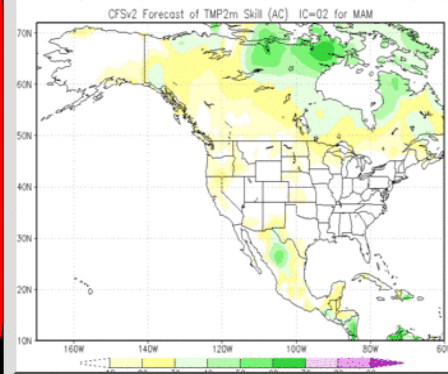 CFSv2 Forecast of TMP2m Skill (AC) IC=02 for MAM
70N
60N
50N
40N
30N
20N
10N
160W 140W 120W 100W 80W 60